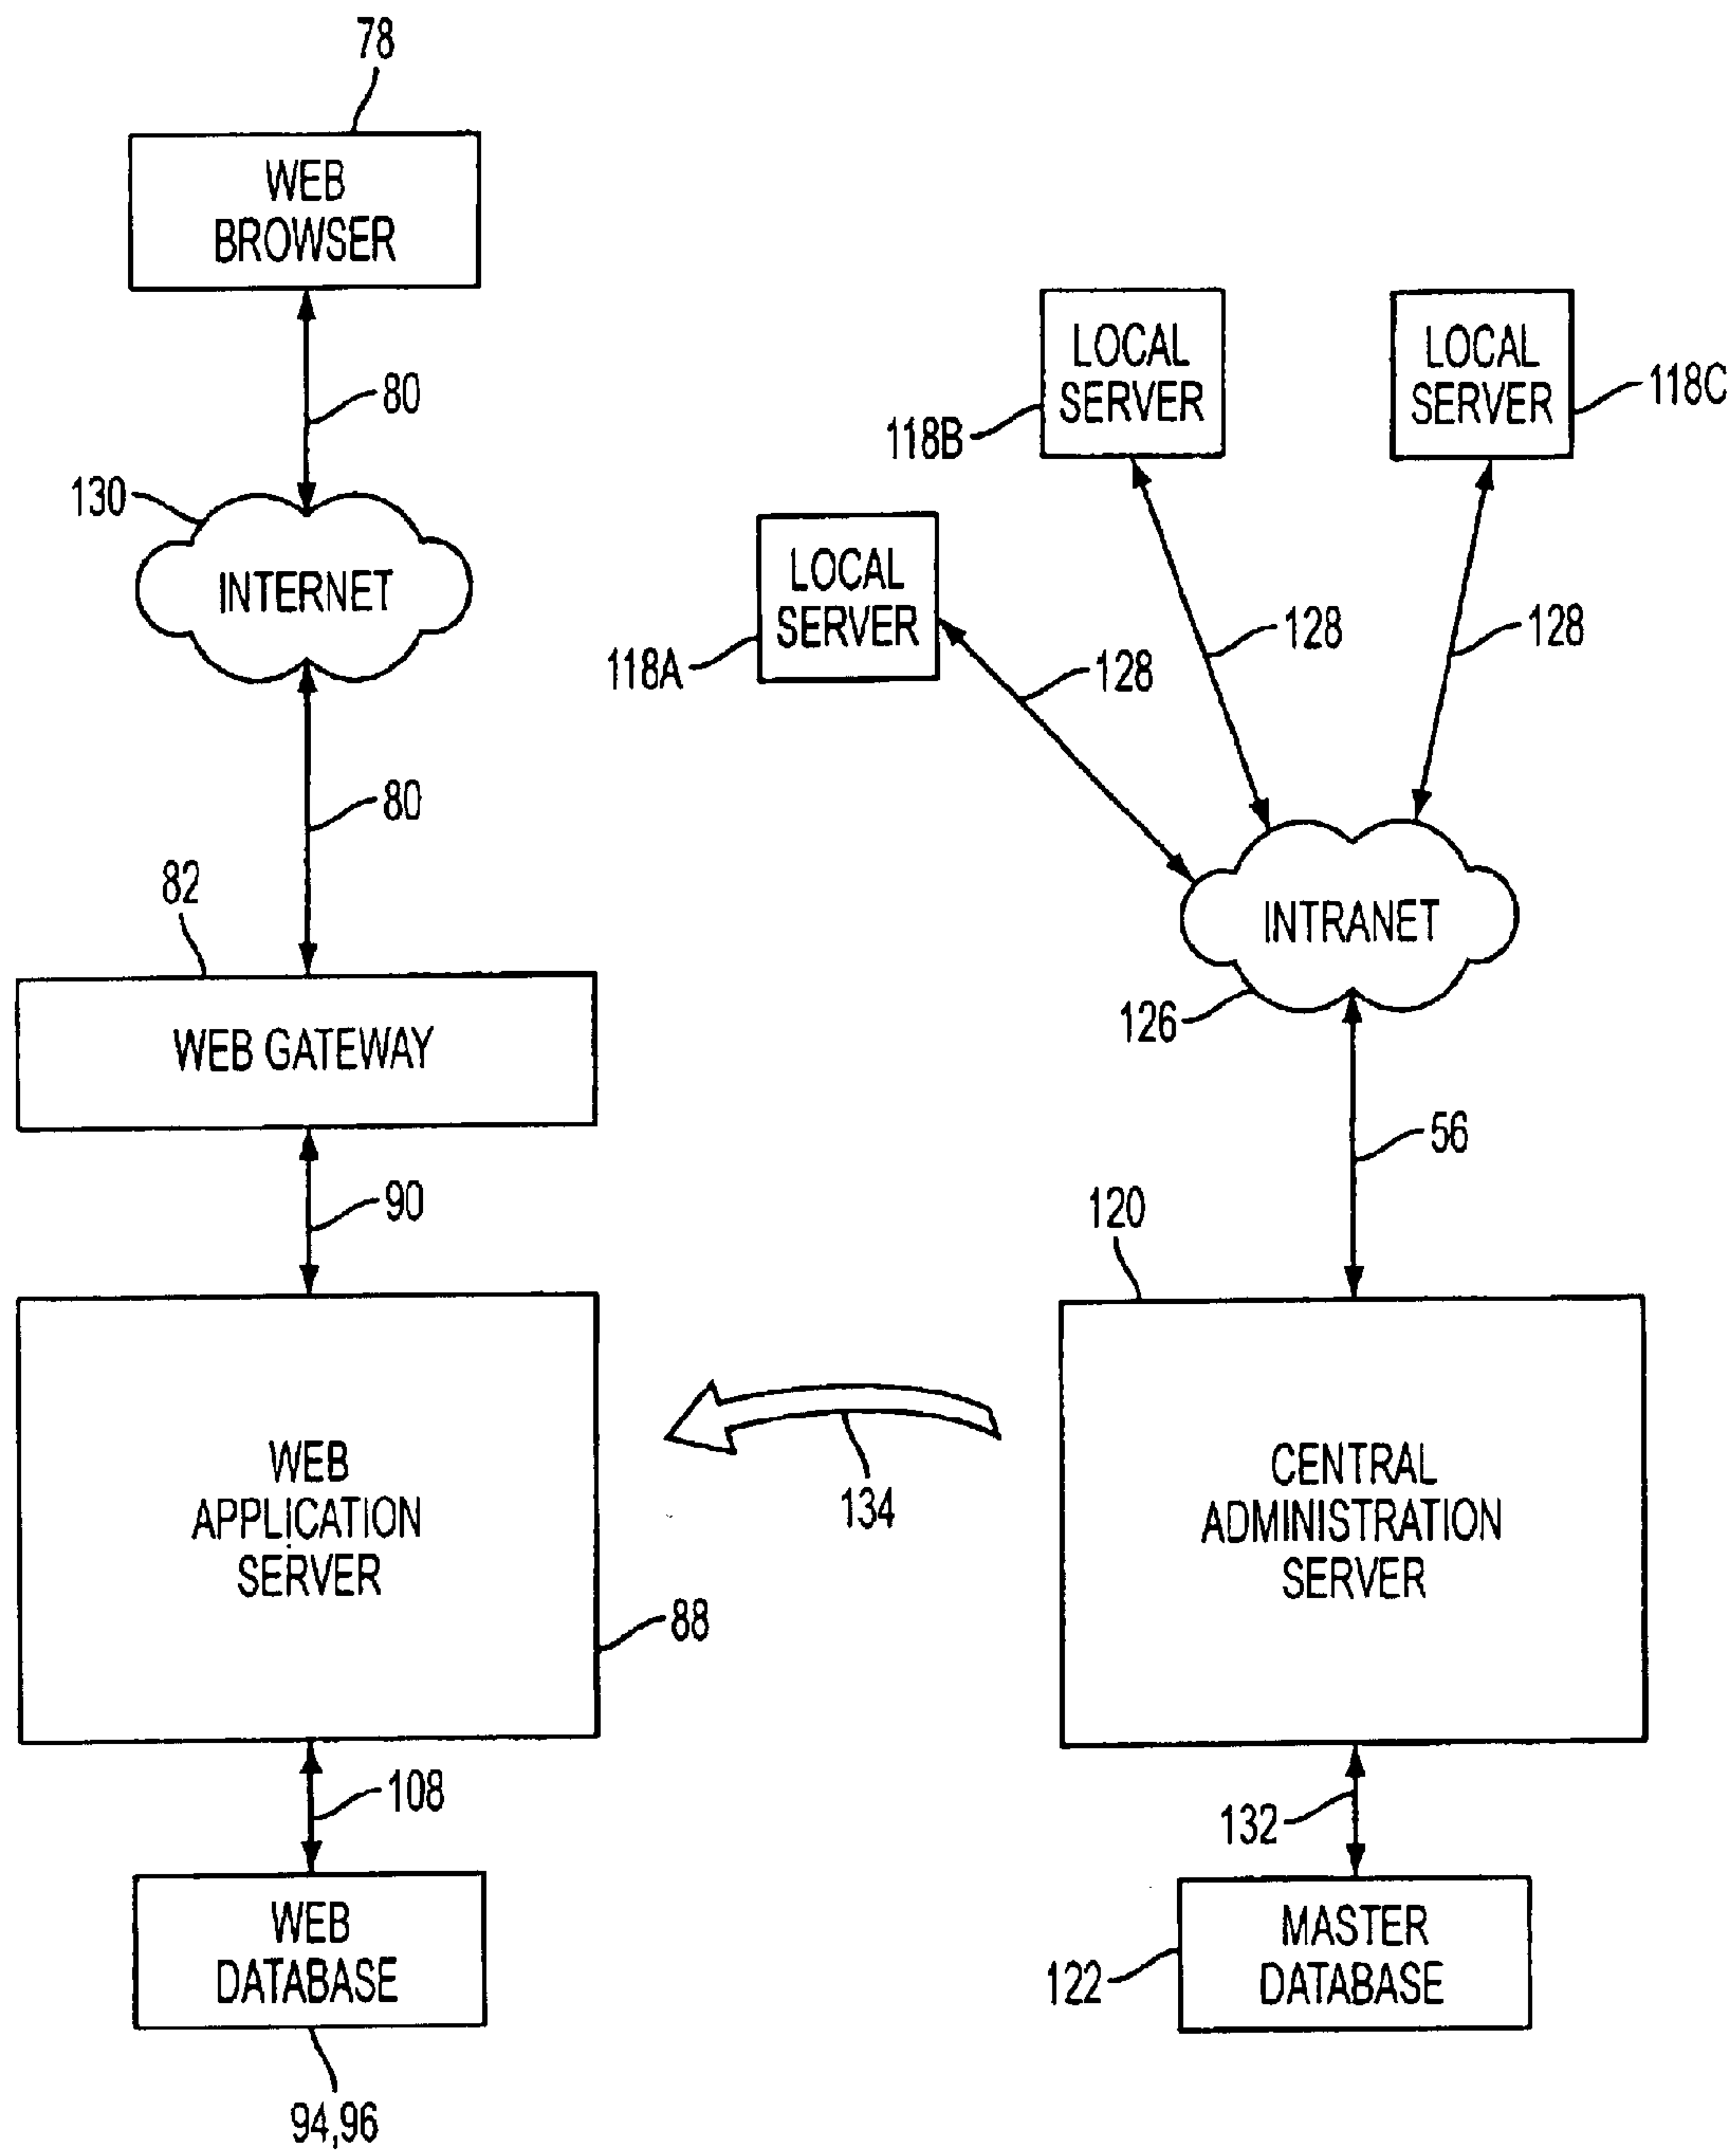 78
WEB
BROWSER
80
130
INTERNET
80
82
WEB GATEWAY
90
WEB
APPLICATION
SERVER
88
108
WEB
DATABASE
94,96
LOCAL
SERVER
118B
LOCAL
SERVER
118C
LOCAL
SERVER
118A
128
128
128
INTRANET
126
56
120
CENTRAL
ADMINISTRATION
SERVER
134
132
MASTER
DATABASE
122